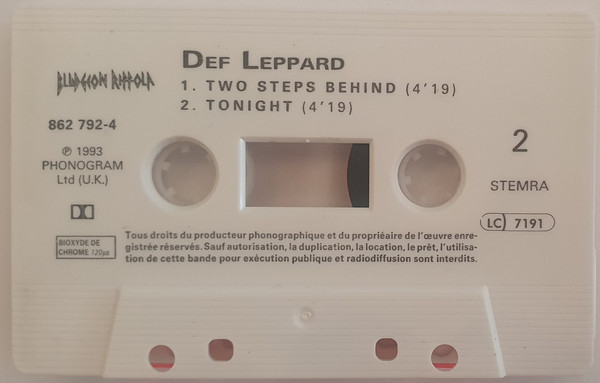 DEF LEPPARD
BLUDGEON RIFFOLA
1. TWO STEPS BEHIND (4'19)
2. TONIGHT (4'19)
862 792-4
2
℗ 1993
PHONOGRAM
Ltd (U.K.)
STEMRA
LC 7191
BIOXYDE DE
CHROME 120µs
Tous droits du producteur phonographique et du propriéaire de l'œuvre enre-
gistrée réservés. Sauf autorisation, la duplication, la location, le prêt, l'utilisa-
tion de cette bande pour exécution publique et radiodiffusion sont interdits.